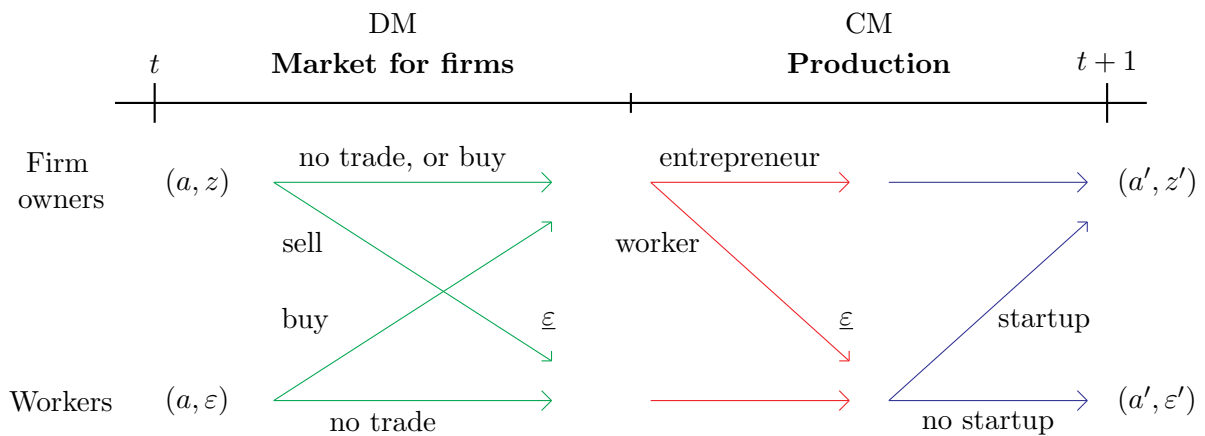 DM
CM
Market for firms
Production
t
t + 1
Firm
owners
(a, z)
no trade, or buy
entrepreneur
(a′, z′)
sell
worker
buy
ε
ε
startup
Workers
(a, ε)
no trade
no startup
(a′, ε′)